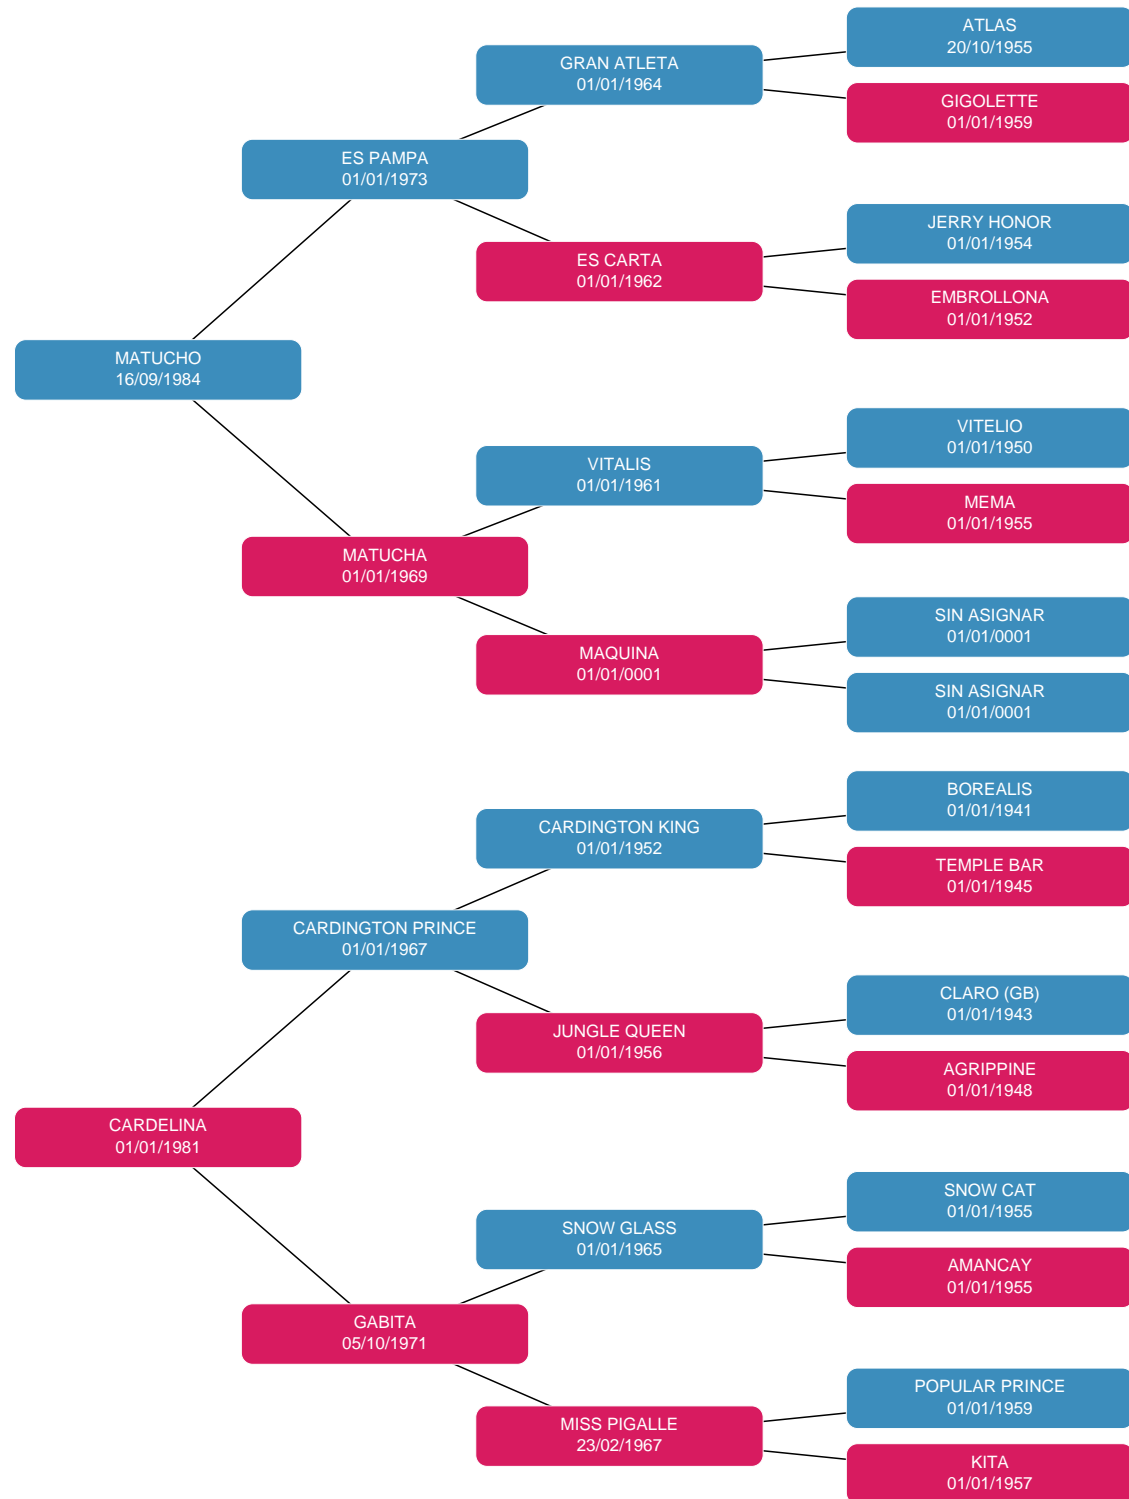 ATLAS
20/10/1955
GRAN ATLETA
01/01/1964
GIGOLETTE
01/01/1959
ES PAMPA
01/01/1973
JERRY HONOR
01/01/1954
ES CARTA
01/01/1962
EMBROLLONA
01/01/1952
MATUCHO
16/09/1984
VITELIO
01/01/1950
VITALIS
01/01/1961
MEMA
01/01/1955
MATUCHA
01/01/1969
SIN ASIGNAR
01/01/0001
MAQUINA
01/01/0001
SIN ASIGNAR
01/01/0001
BOREALIS
01/01/1941
CARDINGTON KING
01/01/1952
TEMPLE BAR
01/01/1945
CARDINGTON PRINCE
01/01/1967
CLARO (GB)
01/01/1943
JUNGLE QUEEN
01/01/1956
AGRIPPINE
01/01/1948
CARDELINA
01/01/1981
SNOW CAT
01/01/1955
SNOW GLASS
01/01/1965
AMANCAY
01/01/1955
GABITA
05/10/1971
POPULAR PRINCE
01/01/1959
MISS PIGALLE
23/02/1967
KITA
01/01/1957